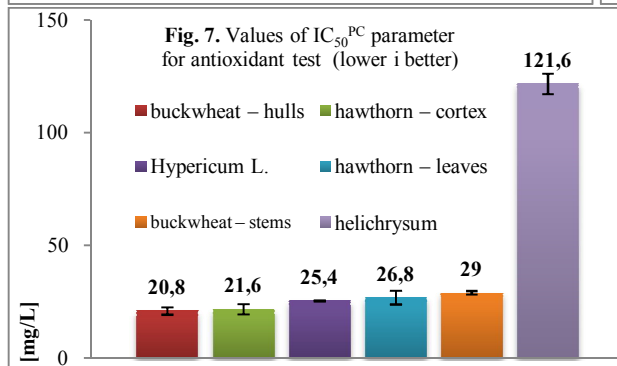 Fig. 7. Values of IC₅₀ᴾᶜ parameter
for antioxidant test (lower i better)
150
100
50
0
[mg/L]
buckwheat – hulls
hawthorn – cortex
Hypericum L.
hawthorn – leaves
buckwheat – stems
helichrysum
20,8
21,6
25,4
26,8
29
121,6